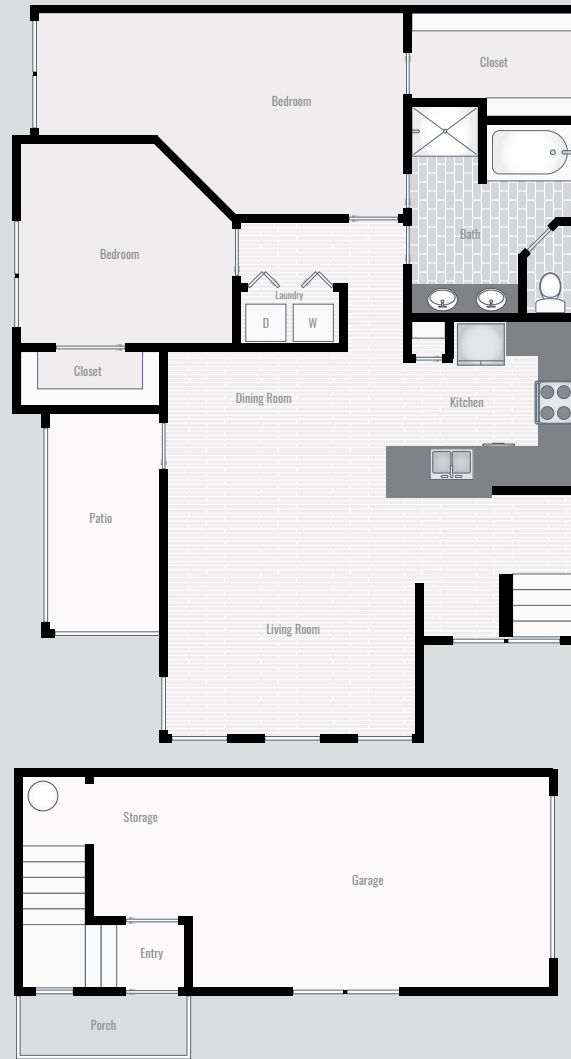 Closet
Bedroom
Bath
Bedroom
Laundry
D
W
Closet
Dining Room
Kitchen
Patio
Living Room
Storage
Garage
Entry
Porch